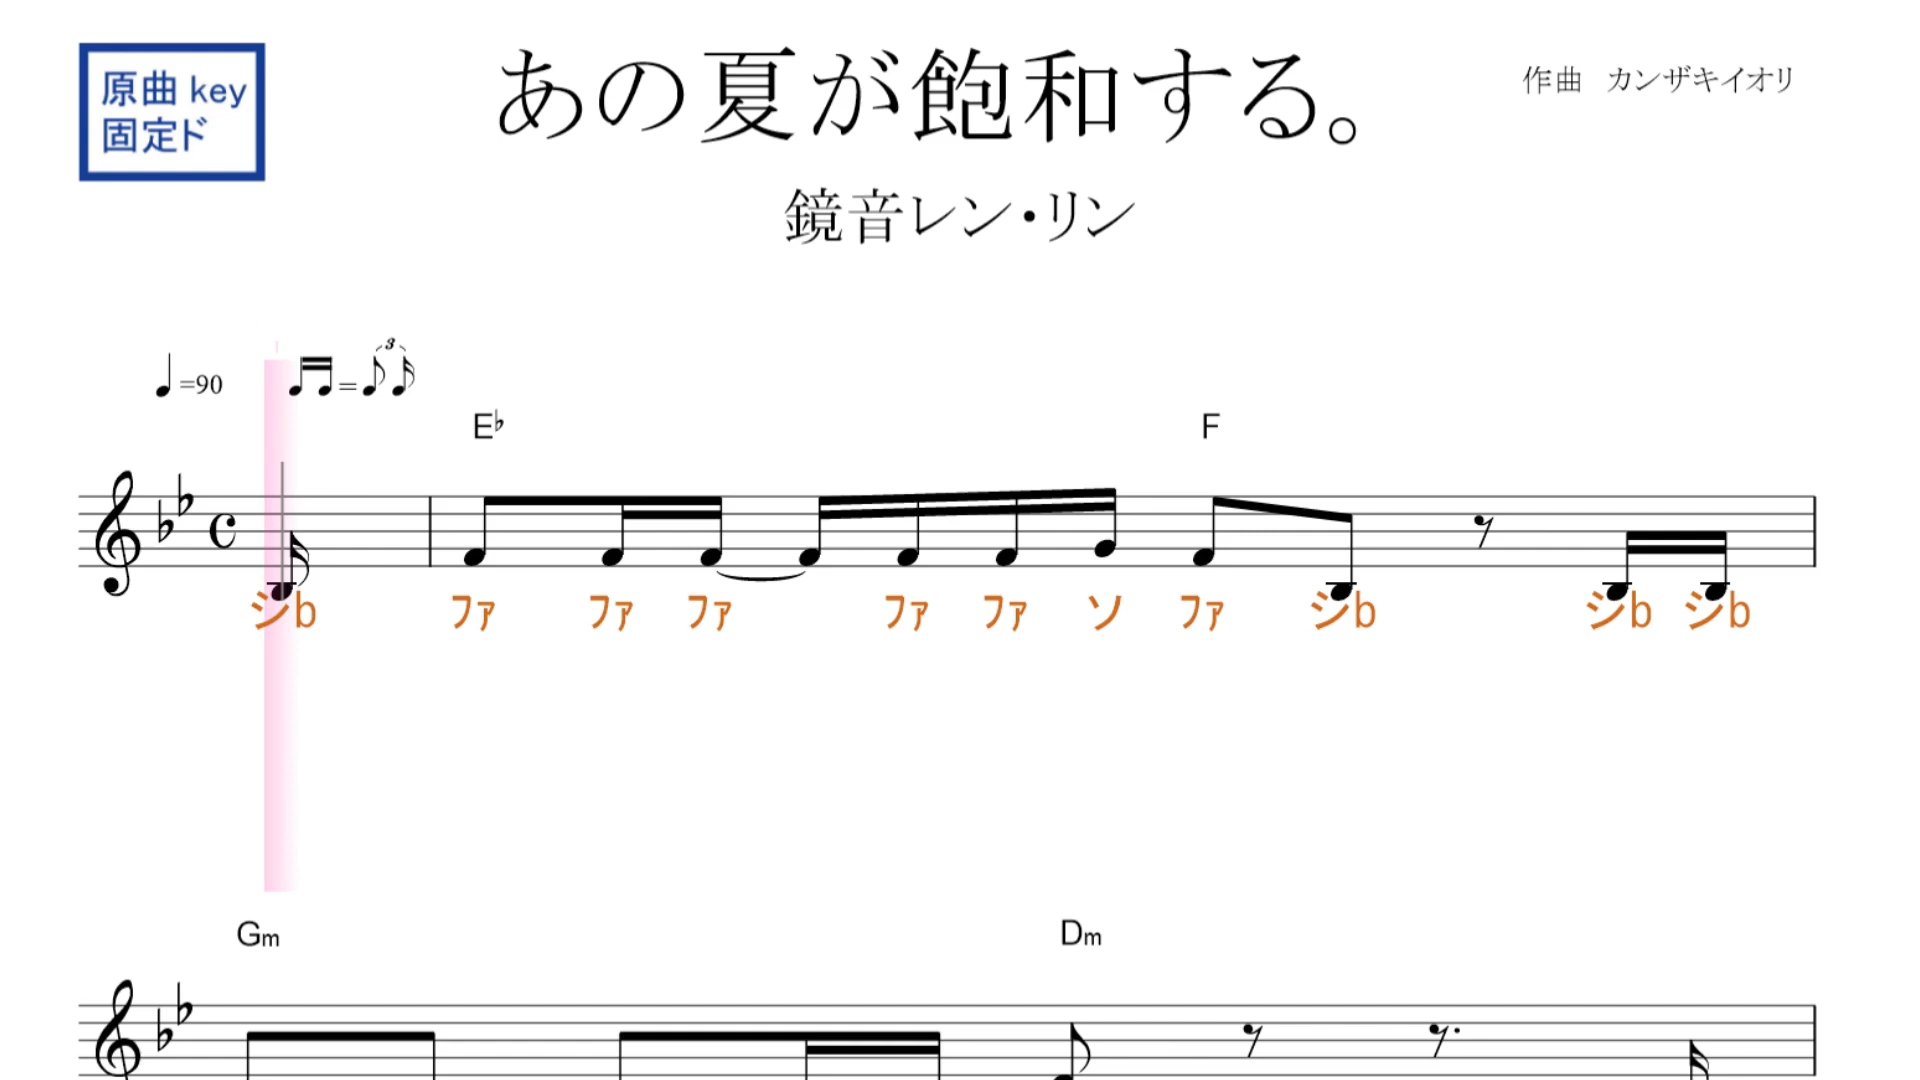 原曲 key
固定ド
あの夏が飽和する。
作曲 カンザキイオリ
鏡音レン・リン
=90
=
3
E♭ F
シb ファ ファ ファ ファ ファ ソ ファ シb シb シb
Gm Dm